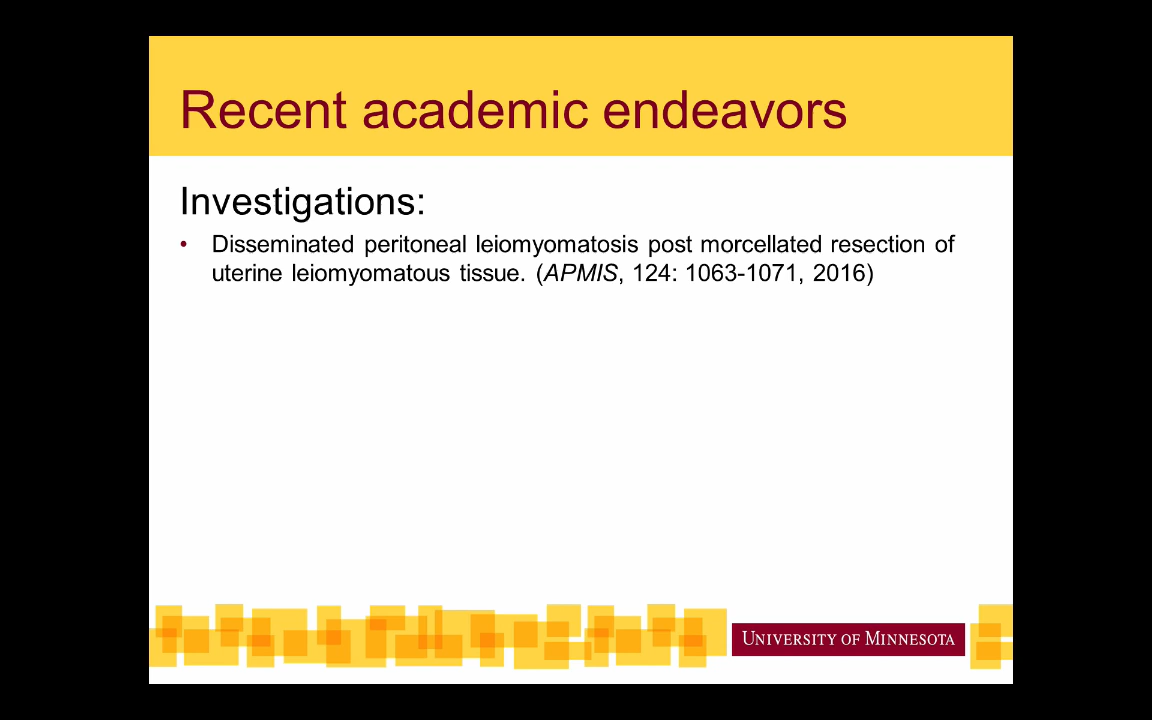 Recent academic endeavors
Investigations:
• Disseminated peritoneal leiomyomatosis post morcellated resection of
uterine leiomyomatous tissue. (APMIS, 124: 1063-1071, 2016)
UNIVERSITY OF MINNESOTA